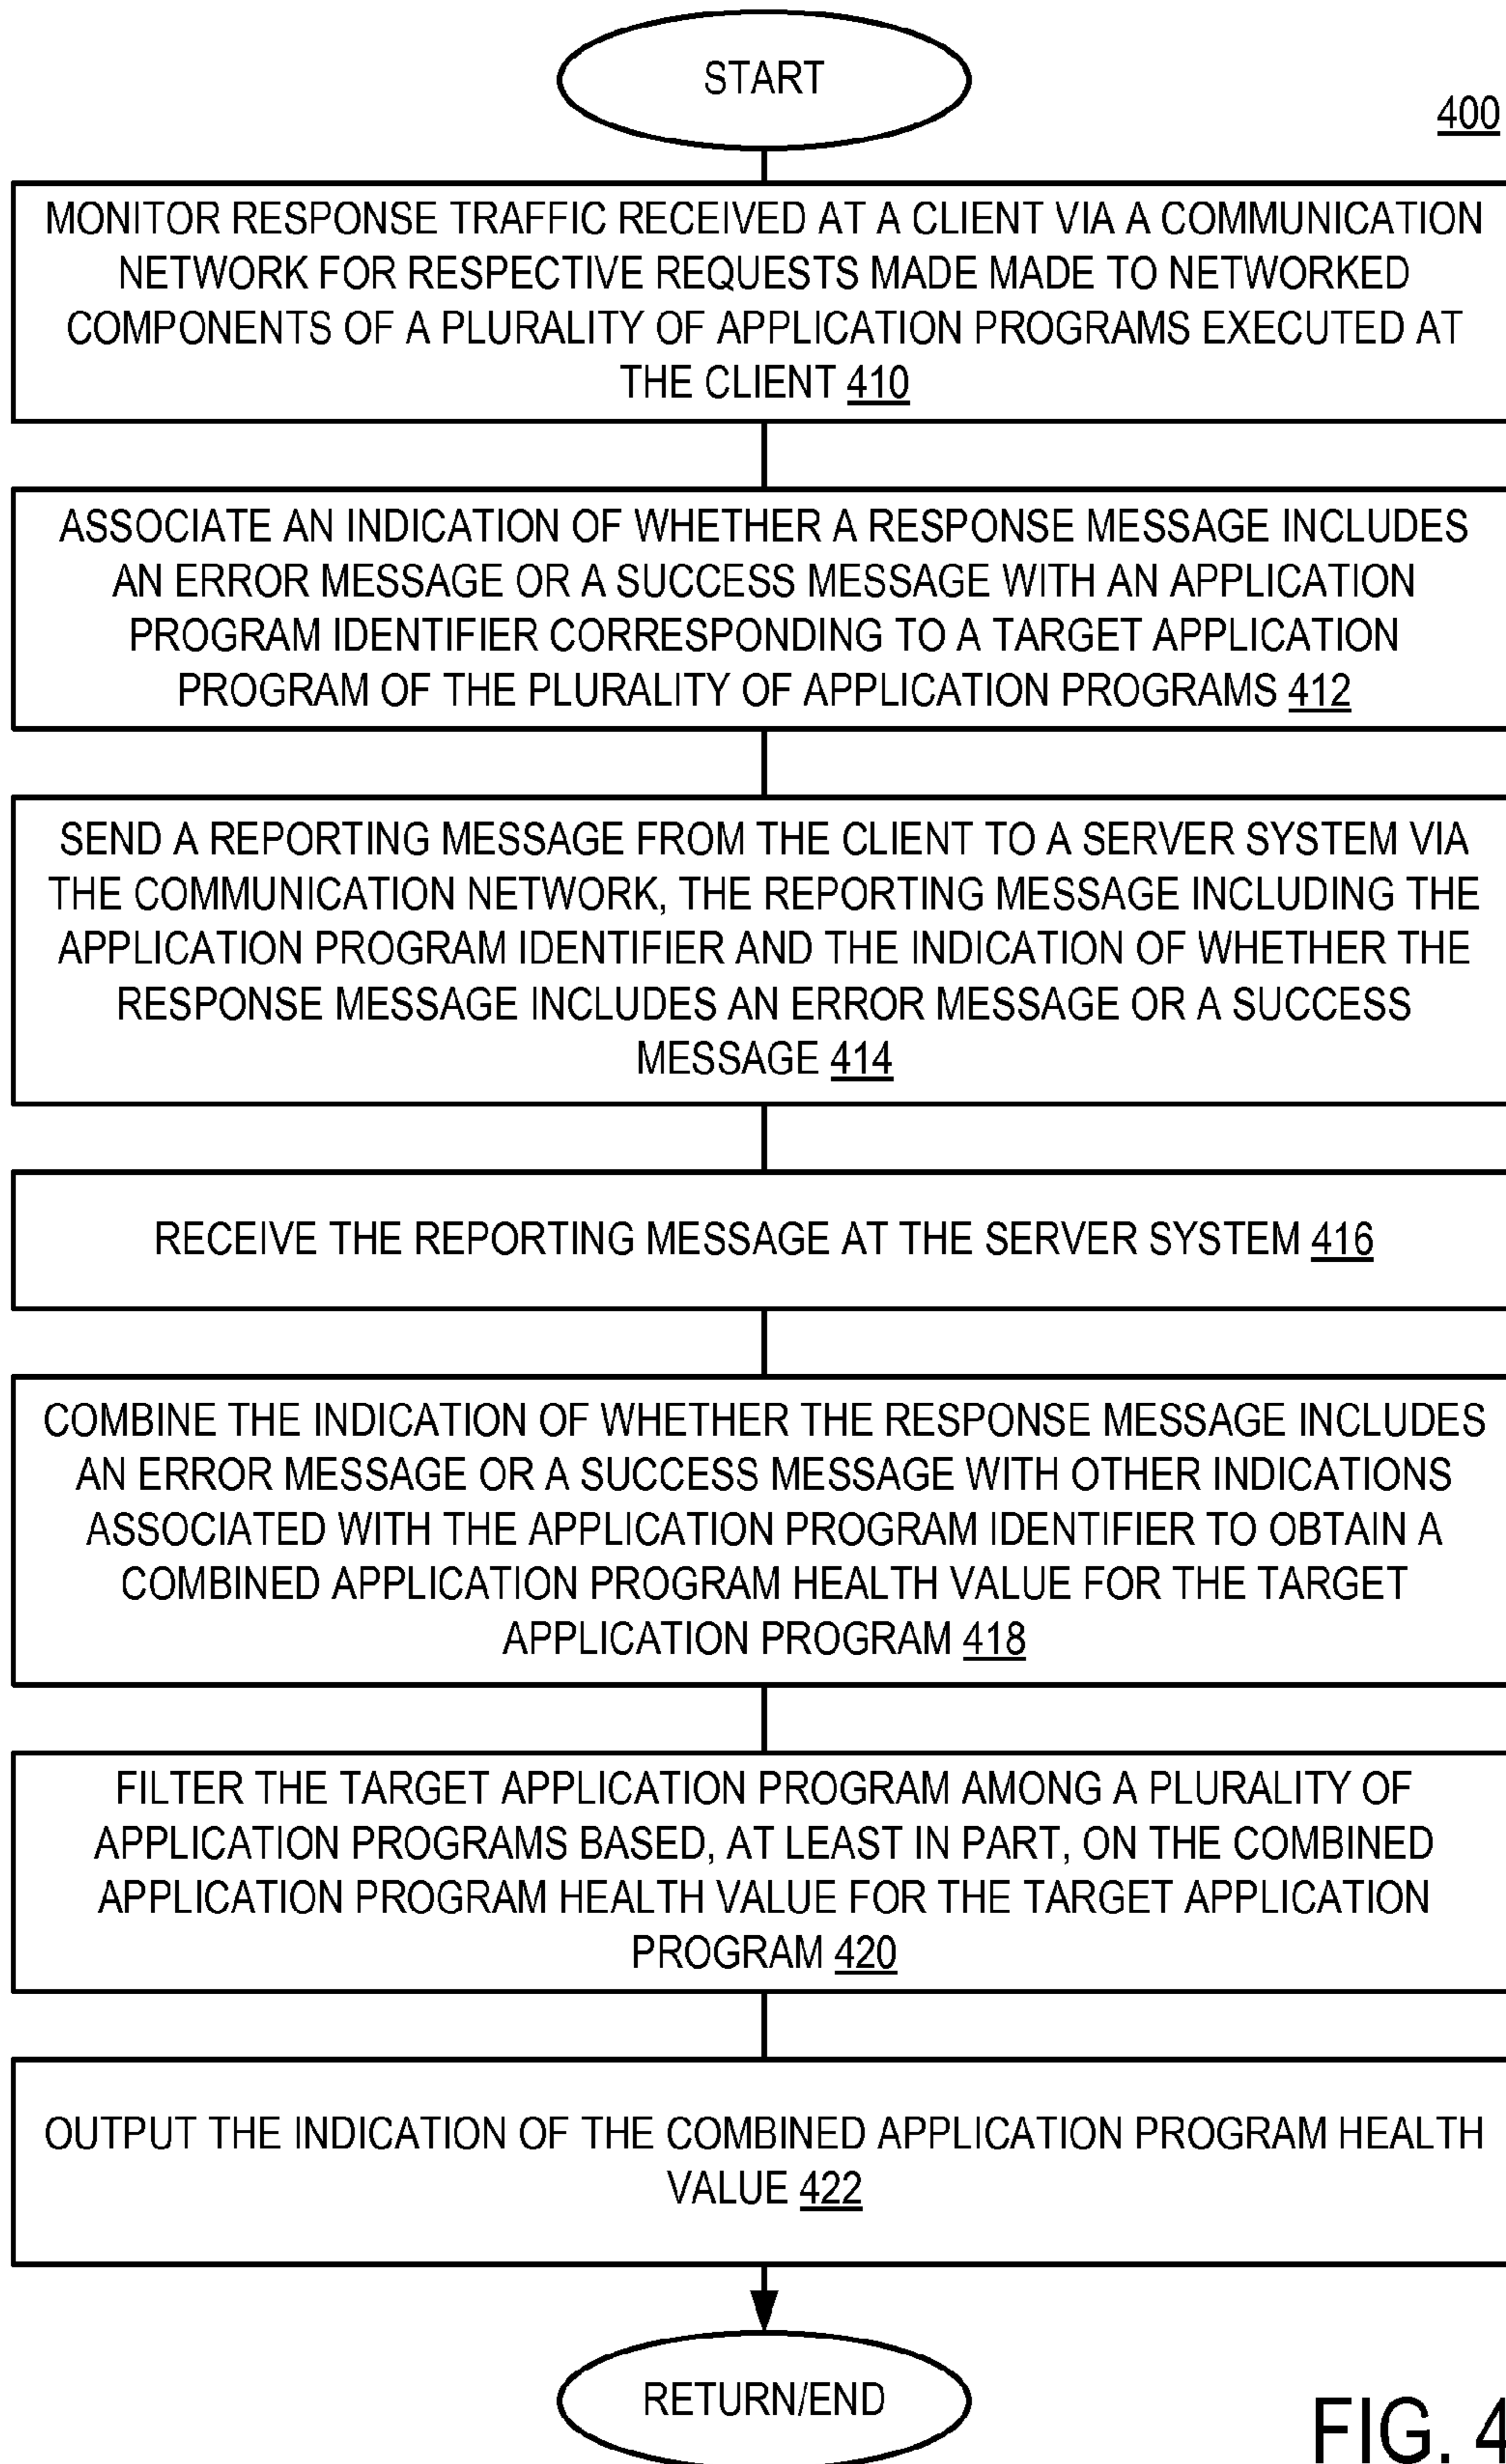 START
400
MONITOR RESPONSE TRAFFIC RECEIVED AT A CLIENT VIA A COMMUNICATION
NETWORK FOR RESPECTIVE REQUESTS MADE MADE TO NETWORKED
COMPONENTS OF A PLURALITY OF APPLICATION PROGRAMS EXECUTED AT
THE CLIENT 410
ASSOCIATE AN INDICATION OF WHETHER A RESPONSE MESSAGE INCLUDES
AN ERROR MESSAGE OR A SUCCESS MESSAGE WITH AN APPLICATION
PROGRAM IDENTIFIER CORRESPONDING TO A TARGET APPLICATION
PROGRAM OF THE PLURALITY OF APPLICATION PROGRAMS 412
SEND A REPORTING MESSAGE FROM THE CLIENT TO A SERVER SYSTEM VIA
THE COMMUNICATION NETWORK, THE REPORTING MESSAGE INCLUDING THE
APPLICATION PROGRAM IDENTIFIER AND THE INDICATION OF WHETHER THE
RESPONSE MESSAGE INCLUDES AN ERROR MESSAGE OR A SUCCESS
MESSAGE 414
RECEIVE THE REPORTING MESSAGE AT THE SERVER SYSTEM 416
COMBINE THE INDICATION OF WHETHER THE RESPONSE MESSAGE INCLUDES
AN ERROR MESSAGE OR A SUCCESS MESSAGE WITH OTHER INDICATIONS
ASSOCIATED WITH THE APPLICATION PROGRAM IDENTIFIER TO OBTAIN A
COMBINED APPLICATION PROGRAM HEALTH VALUE FOR THE TARGET
APPLICATION PROGRAM 418
FILTER THE TARGET APPLICATION PROGRAM AMONG A PLURALITY OF
APPLICATION PROGRAMS BASED, AT LEAST IN PART, ON THE COMBINED
APPLICATION PROGRAM HEALTH VALUE FOR THE TARGET APPLICATION
PROGRAM 420
OUTPUT THE INDICATION OF THE COMBINED APPLICATION PROGRAM HEALTH
VALUE 422
RETURN/END
FIG. 4